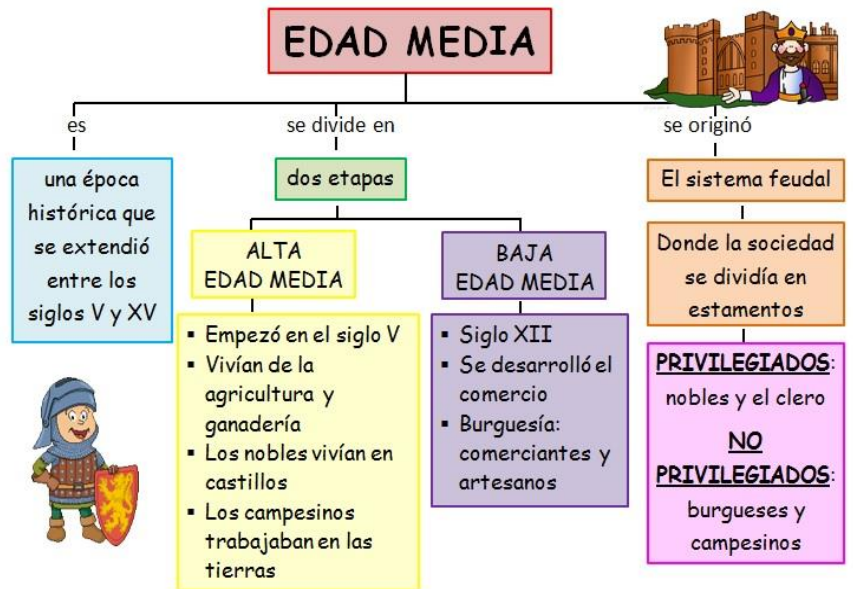 EDAD MEDIA
es
se divide en
se originó
una época
histórica que
se extendió
entre los
siglos V y XV
dos etapas
ALTA
EDAD MEDIA
▪ Empezó en el siglo V
▪ Vivían de la
agricultura y
ganadería
▪ Los nobles vivían en
castillos
▪ Los campesinos
trabajaban en las
tierras
BAJA
EDAD MEDIA
▪ Siglo XII
▪ Se desarrolló el
comercio
▪ Burguesía:
comerciantes y
artesanos
El sistema feudal
Donde la sociedad
se dividía en
estamentos
PRIVILEGIADOS:
nobles y el clero
NO
PRIVILEGIADOS:
burgueses y
campesinos